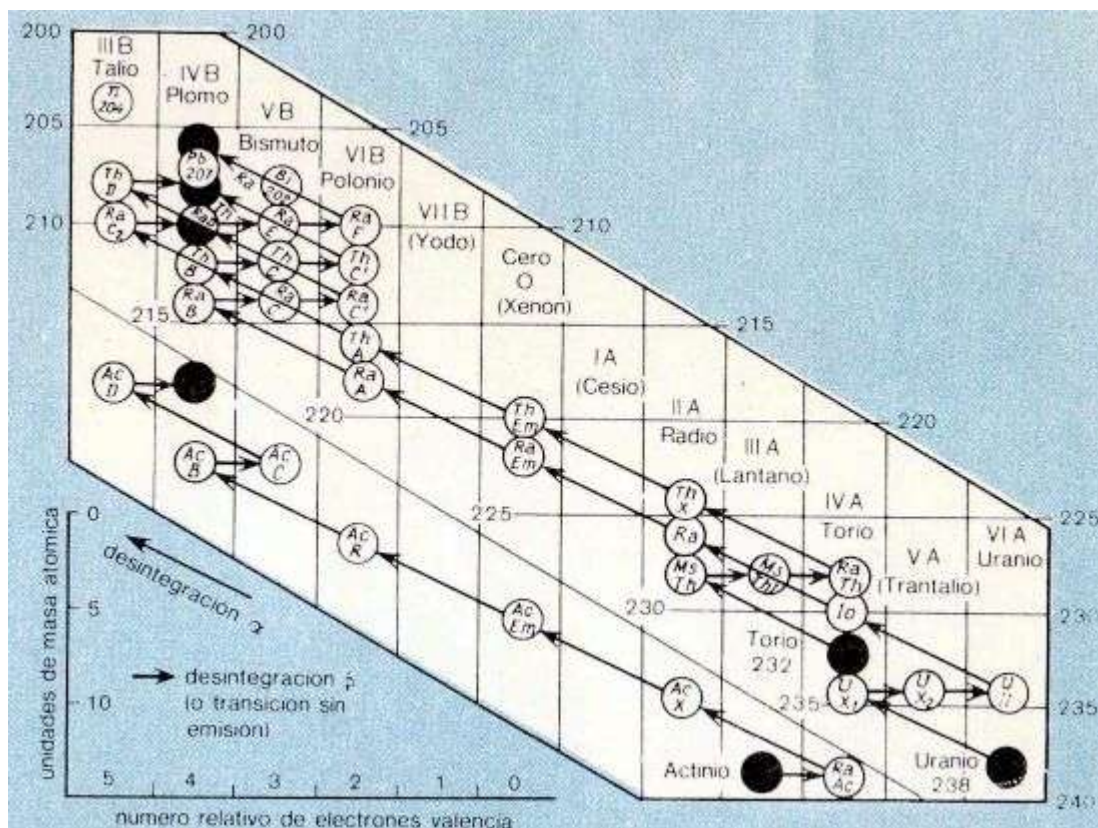 200
200
III B
Talio
Tl
204
IV B
Plomo
V B
Bismuto
VI B
Polonio
VII B
(Yodo)
Cero
O
(Xenon)
I A
(Cesio)
II A
Radio
III A
(Lantano)
IV A
Torio
V A
(Trantalio)
VI A
Uranio
205
205
210
210
215
215
220
220
225
225
230
235
235
240
Pb
207
Ra
Th
Bi
209
Th
D
Ra
C2
Ra D
Ra
E
Ra
F
Th
B
Th
C
Th
C'
Ra
B
Ra
C
Ra
C'
Th
A
Ra
A
Ac
D
Ac
B
Ac
C
Ac
R
Th
Em
Ra
Em
Ac
Em
Th
X
Ra
Ms
Th
Ms
Th
Ra
Th
Io
Torio
232
U
X1
U
X2
U
II
Ac
X
Actinio
Ra
Ac
Uranio
238
unidades de masa atomica
0
5
10
desintegracion α
desintegracion
(o transicion sin
emision)
5 4 3 2 1 0
numero relativo de electrones valencia